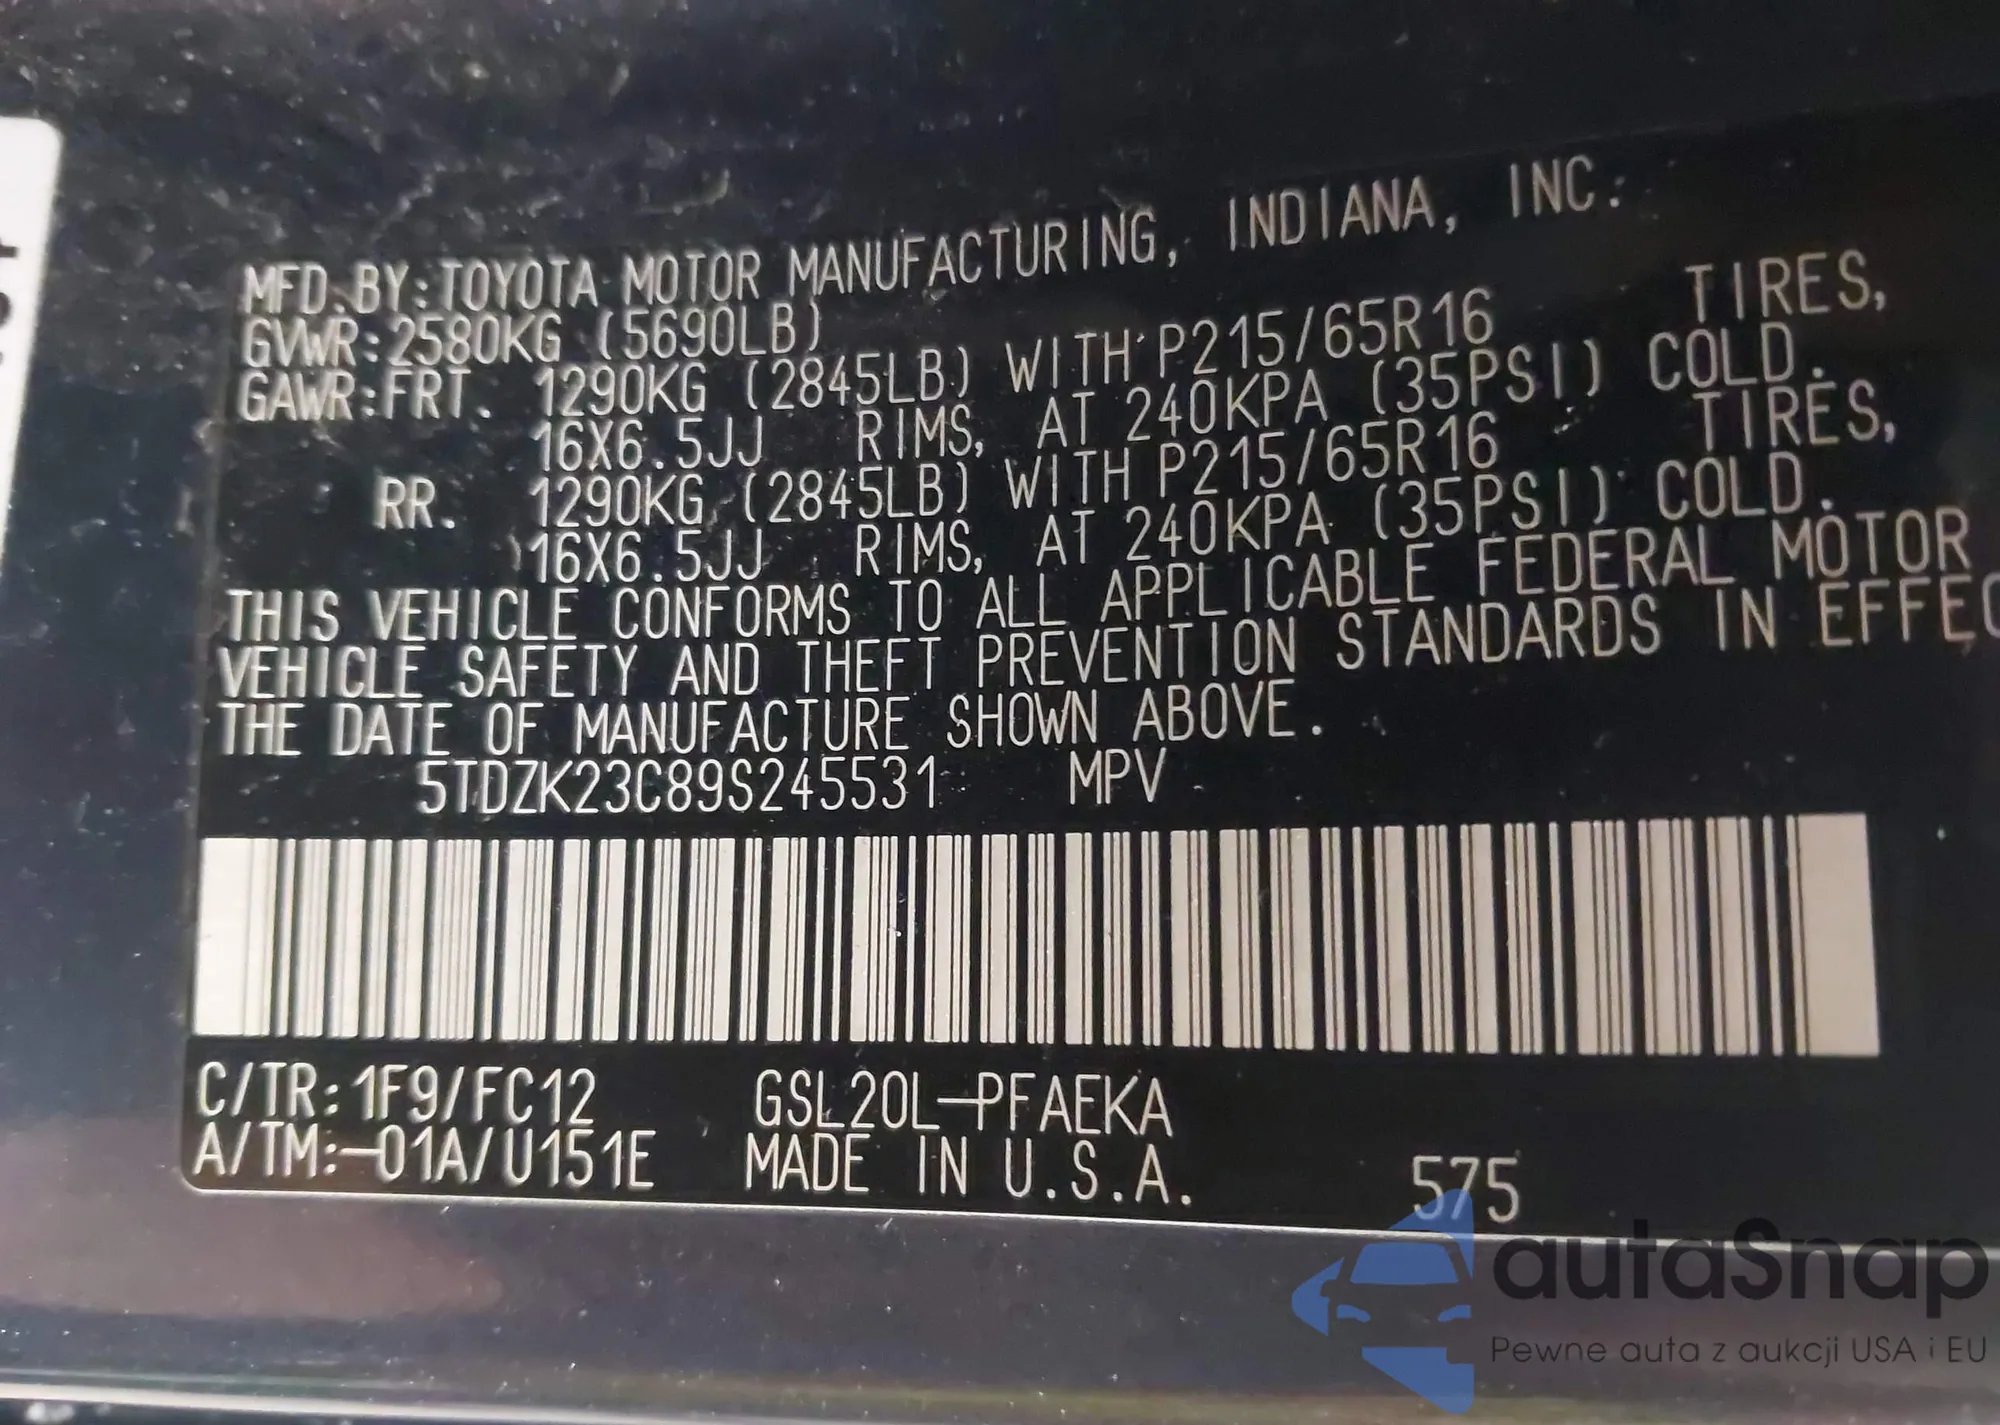 MFD.BY:TOYOTA MOTOR MANUFACTURING, INDIANA, INC.
GVWR:2580KG (5690LB)
GAWR:FRT. 1290KG (2845LB) WITH P215/65R16 TIRES,
16X6.5JJ RIMS, AT 240KPA (35PSI) COLD.
RR. 1290KG (2845LB) WITH P215/65R16 TIRES,
16X6.5JJ RIMS, AT 240KPA (35PSI) COLD.
THIS VEHICLE CONFORMS TO ALL APPLICABLE FEDERAL MOTOR
VEHICLE SAFETY AND THEFT PREVENTION STANDARDS IN EFFEC
THE DATE OF MANUFACTURE SHOWN ABOVE.
5TDZK23C89S245531 MPV
C/TR:1F9/FC12 GSL20L-PFAEKA
A/TM:-01A/U151E MADE IN U.S.A. 575
autaSnap
Pewne auta z aukcji USA i EU